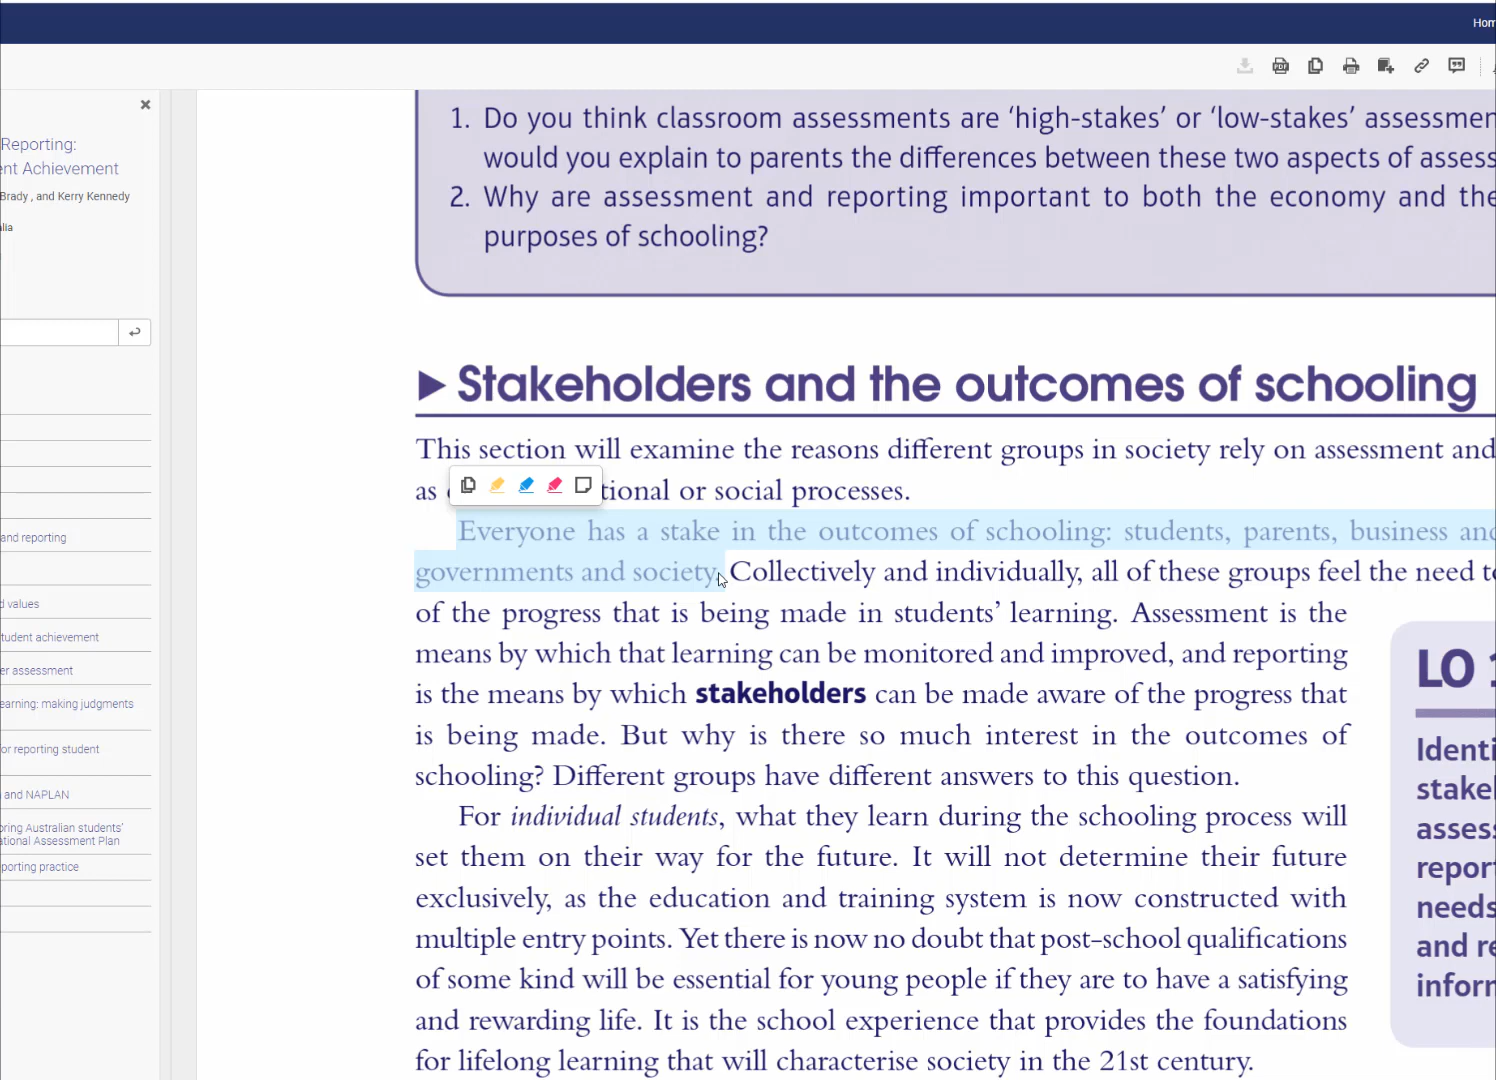 Hom
Reporting:
ent Achievement
Brady , and Kerry Kennedy
alia
and reporting
d values
tudent achievement
er assessment
earning: making judgments
or reporting student
n and NAPLAN
oring Australian students'
ational Assessment Plan
porting practice
PDF
1. Do you think classroom assessments are ‘high-stakes’ or ‘low-stakes’ assessmen
would you explain to parents the differences between these two aspects of assess
2. Why are assessment and reporting important to both the economy and the
purposes of schooling?
Stakeholders and the outcomes of schooling
This section will examine the reasons different groups in society rely on assessment and
as tional or social processes.
Everyone has a stake in the outcomes of schooling: students, parents, business and
governments and society. Collectively and individually, all of these groups feel the need to
of the progress that is being made in students’ learning. Assessment is the
means by which that learning can be monitored and improved, and reporting
is the means by which stakeholders can be made aware of the progress that
is being made. But why is there so much interest in the outcomes of
schooling? Different groups have different answers to this question.
For individual students, what they learn during the schooling process will
set them on their way for the future. It will not determine their future
exclusively, as the education and training system is now constructed with
multiple entry points. Yet there is now no doubt that post-school qualifications
of some kind will be essential for young people if they are to have a satisfying
and rewarding life. It is the school experience that provides the foundations
for lifelong learning that will characterise society in the 21st century.
LO 1
Identi
stakeh
assess
report
needs
and re
inform